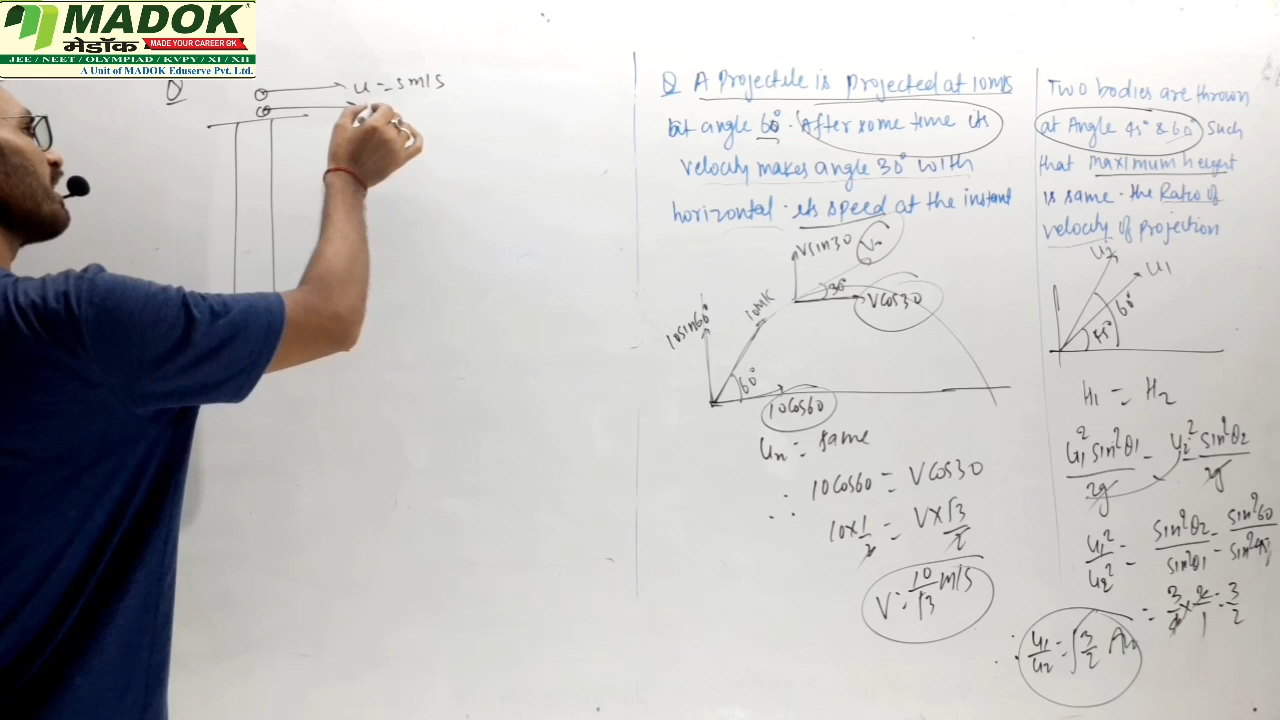 MADOK
मेडॉक MADE YOUR CAREER OK
JEE / NEET / OLYMPIAD / KVPY / XI / XII
A Unit of MADOK Eduserve Pvt. Ltd.
Q
u = 5m/s
Q A Projectile is projected at 10m/s
at angle 60°. After some time its
velocity makes angle 30° with
horizontal. its speed at the instant
Vsin30
30°
Vcos30
10sin60°
60°
10cos60
= same
∴ 10cos60 = Vcos30
10×1/2 = V×√3/2
V = 10/√3 m/s
Two bodies are thrown
at Angle 45° & 60° such
that maximum height
is same. the Ratio of
velocity of projection
u2
u1
60°
45°
H1 = H2
u1² sin²θ1/2g = u2² sin²θ2/2g
u1²/u2² = sin²θ2/sin²θ1 = sin²60/sin²45
= 3/4 × 2/1 = 3/2
∴ u1/u2 = √3/2